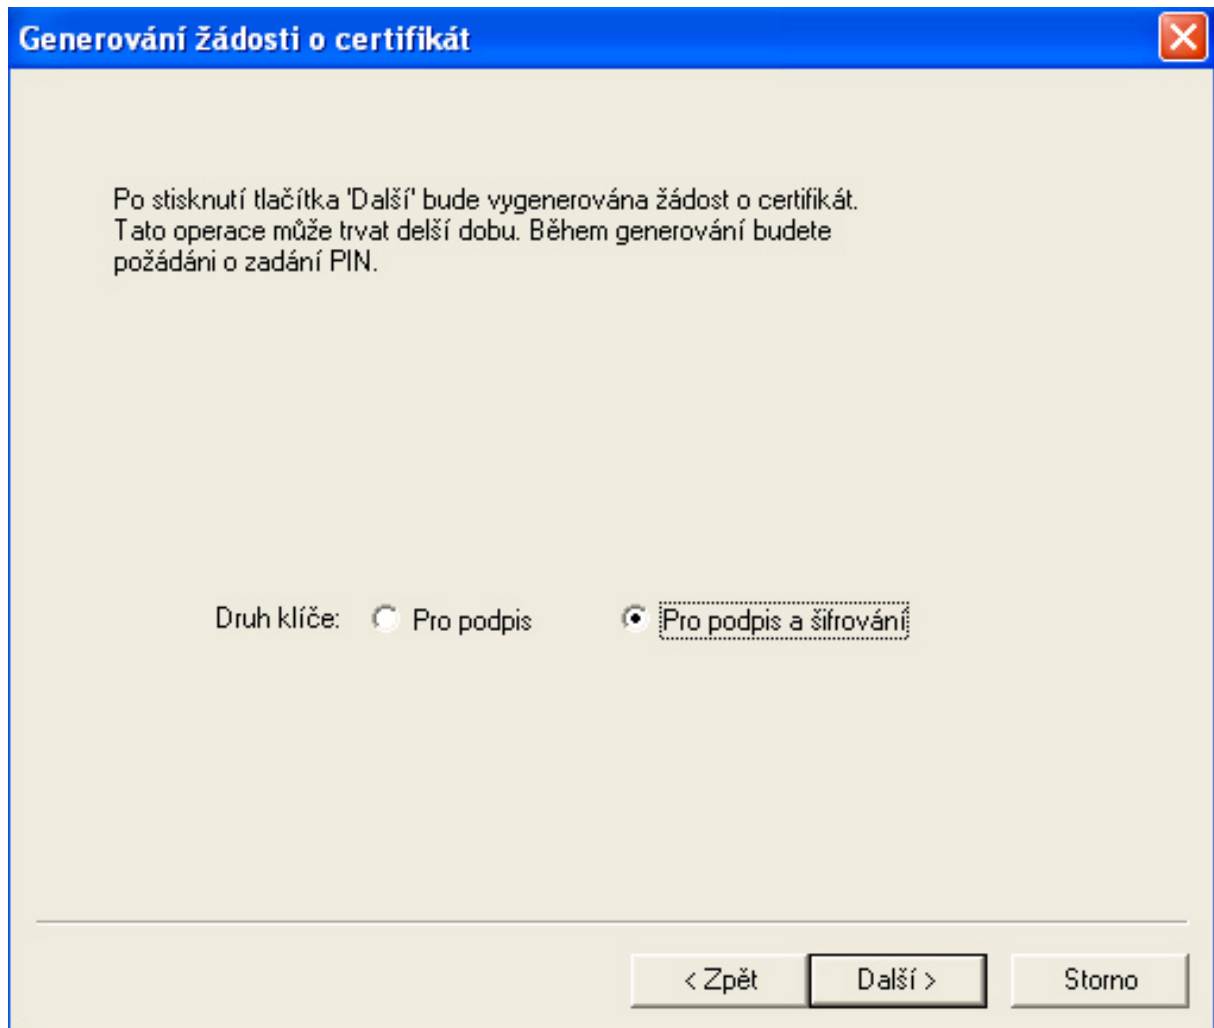 Generování žádosti o certifikát
Po stisknutí tlačítka 'Další' bude vygenerována žádost o certifikát.
Tato operace může trvat delší dobu. Během generování budete
požádáni o zadání PIN.
Druh klíče: Pro podpis Pro podpis a šifrování
< Zpět Další > Storno